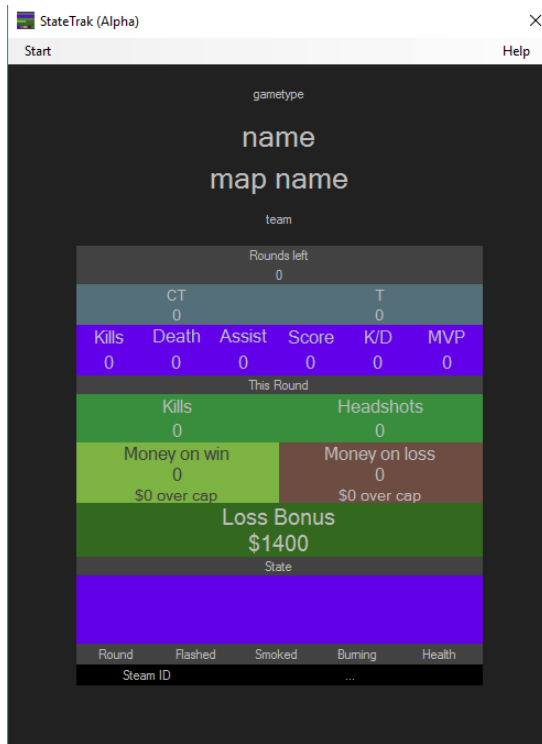 StateTrak (Alpha)
Start Help
gametype
name
map name
team
Rounds left
0
CT T
0 0
Kills Death Assist Score K/D MVP
0 0 0 0 0 0
This Round
Kills Headshots
0 0
Money on win Money on loss
0 0
$0 over cap $0 over cap
Loss Bonus
$1400
State
Round Flashed Smoked Burning Health
Steam ID ...